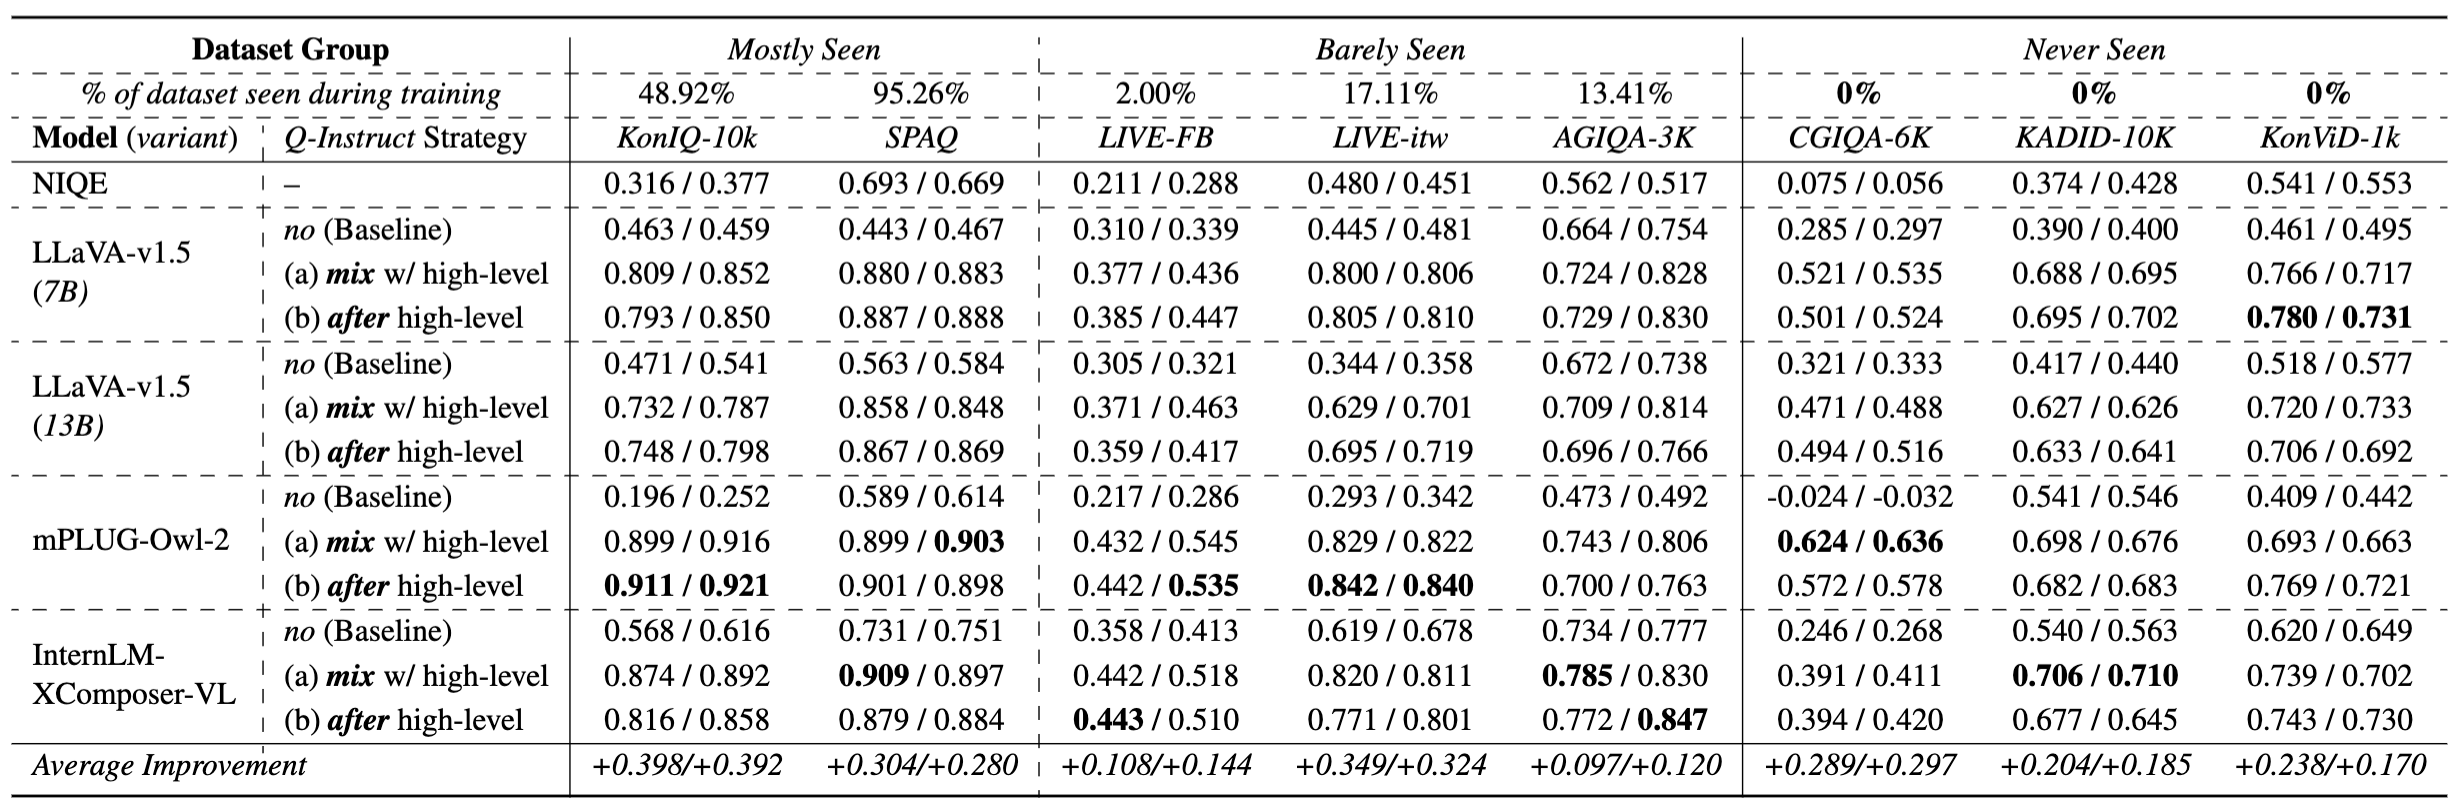 Dataset Group Mostly Seen Barely Seen Never Seen
% of dataset seen during training 48.92% 95.26% 2.00% 17.11% 13.41% 0% 0% 0%
Model (variant) Q-Instruct Strategy KonIQ-10k SPAQ LIVE-FB LIVE-itw AGIQA-3K CGIQA-6K KADID-10K KonViD-1k
NIQE – 0.316 / 0.377 0.693 / 0.669 0.211 / 0.288 0.480 / 0.451 0.562 / 0.517 0.075 / 0.056 0.374 / 0.428 0.541 / 0.553
LLaVA-v1.5
(7B)
no (Baseline) 0.463 / 0.459 0.443 / 0.467 0.310 / 0.339 0.445 / 0.481 0.664 / 0.754 0.285 / 0.297 0.390 / 0.400 0.461 / 0.495
(a) mix w/ high-level 0.809 / 0.852 0.880 / 0.883 0.377 / 0.436 0.800 / 0.806 0.724 / 0.828 0.521 / 0.535 0.688 / 0.695 0.766 / 0.717
(b) after high-level 0.793 / 0.850 0.887 / 0.888 0.385 / 0.447 0.805 / 0.810 0.729 / 0.830 0.501 / 0.524 0.695 / 0.702 0.780 / 0.731
LLaVA-v1.5
(13B)
no (Baseline) 0.471 / 0.541 0.563 / 0.584 0.305 / 0.321 0.344 / 0.358 0.672 / 0.738 0.321 / 0.333 0.417 / 0.440 0.518 / 0.577
(a) mix w/ high-level 0.732 / 0.787 0.858 / 0.848 0.371 / 0.463 0.629 / 0.701 0.709 / 0.814 0.471 / 0.488 0.627 / 0.626 0.720 / 0.733
(b) after high-level 0.748 / 0.798 0.867 / 0.869 0.359 / 0.417 0.695 / 0.719 0.696 / 0.766 0.494 / 0.516 0.633 / 0.641 0.706 / 0.692
mPLUG-Owl-2
no (Baseline) 0.196 / 0.252 0.589 / 0.614 0.217 / 0.286 0.293 / 0.342 0.473 / 0.492 -0.024 / -0.032 0.541 / 0.546 0.409 / 0.442
(a) mix w/ high-level 0.899 / 0.916 0.899 / 0.903 0.432 / 0.545 0.829 / 0.822 0.743 / 0.806 0.624 / 0.636 0.698 / 0.676 0.693 / 0.663
(b) after high-level 0.911 / 0.921 0.901 / 0.898 0.442 / 0.535 0.842 / 0.840 0.700 / 0.763 0.572 / 0.578 0.682 / 0.683 0.769 / 0.721
InternLM-
XComposer-VL
no (Baseline) 0.568 / 0.616 0.731 / 0.751 0.358 / 0.413 0.619 / 0.678 0.734 / 0.777 0.246 / 0.268 0.540 / 0.563 0.620 / 0.649
(a) mix w/ high-level 0.874 / 0.892 0.909 / 0.897 0.442 / 0.518 0.820 / 0.811 0.785 / 0.830 0.391 / 0.411 0.706 / 0.710 0.739 / 0.702
(b) after high-level 0.816 / 0.858 0.879 / 0.884 0.443 / 0.510 0.771 / 0.801 0.772 / 0.847 0.394 / 0.420 0.677 / 0.645 0.743 / 0.730
Average Improvement +0.398/+0.392 +0.304/+0.280 +0.108/+0.144 +0.349/+0.324 +0.097/+0.120 +0.289/+0.297 +0.204/+0.185 +0.238/+0.170